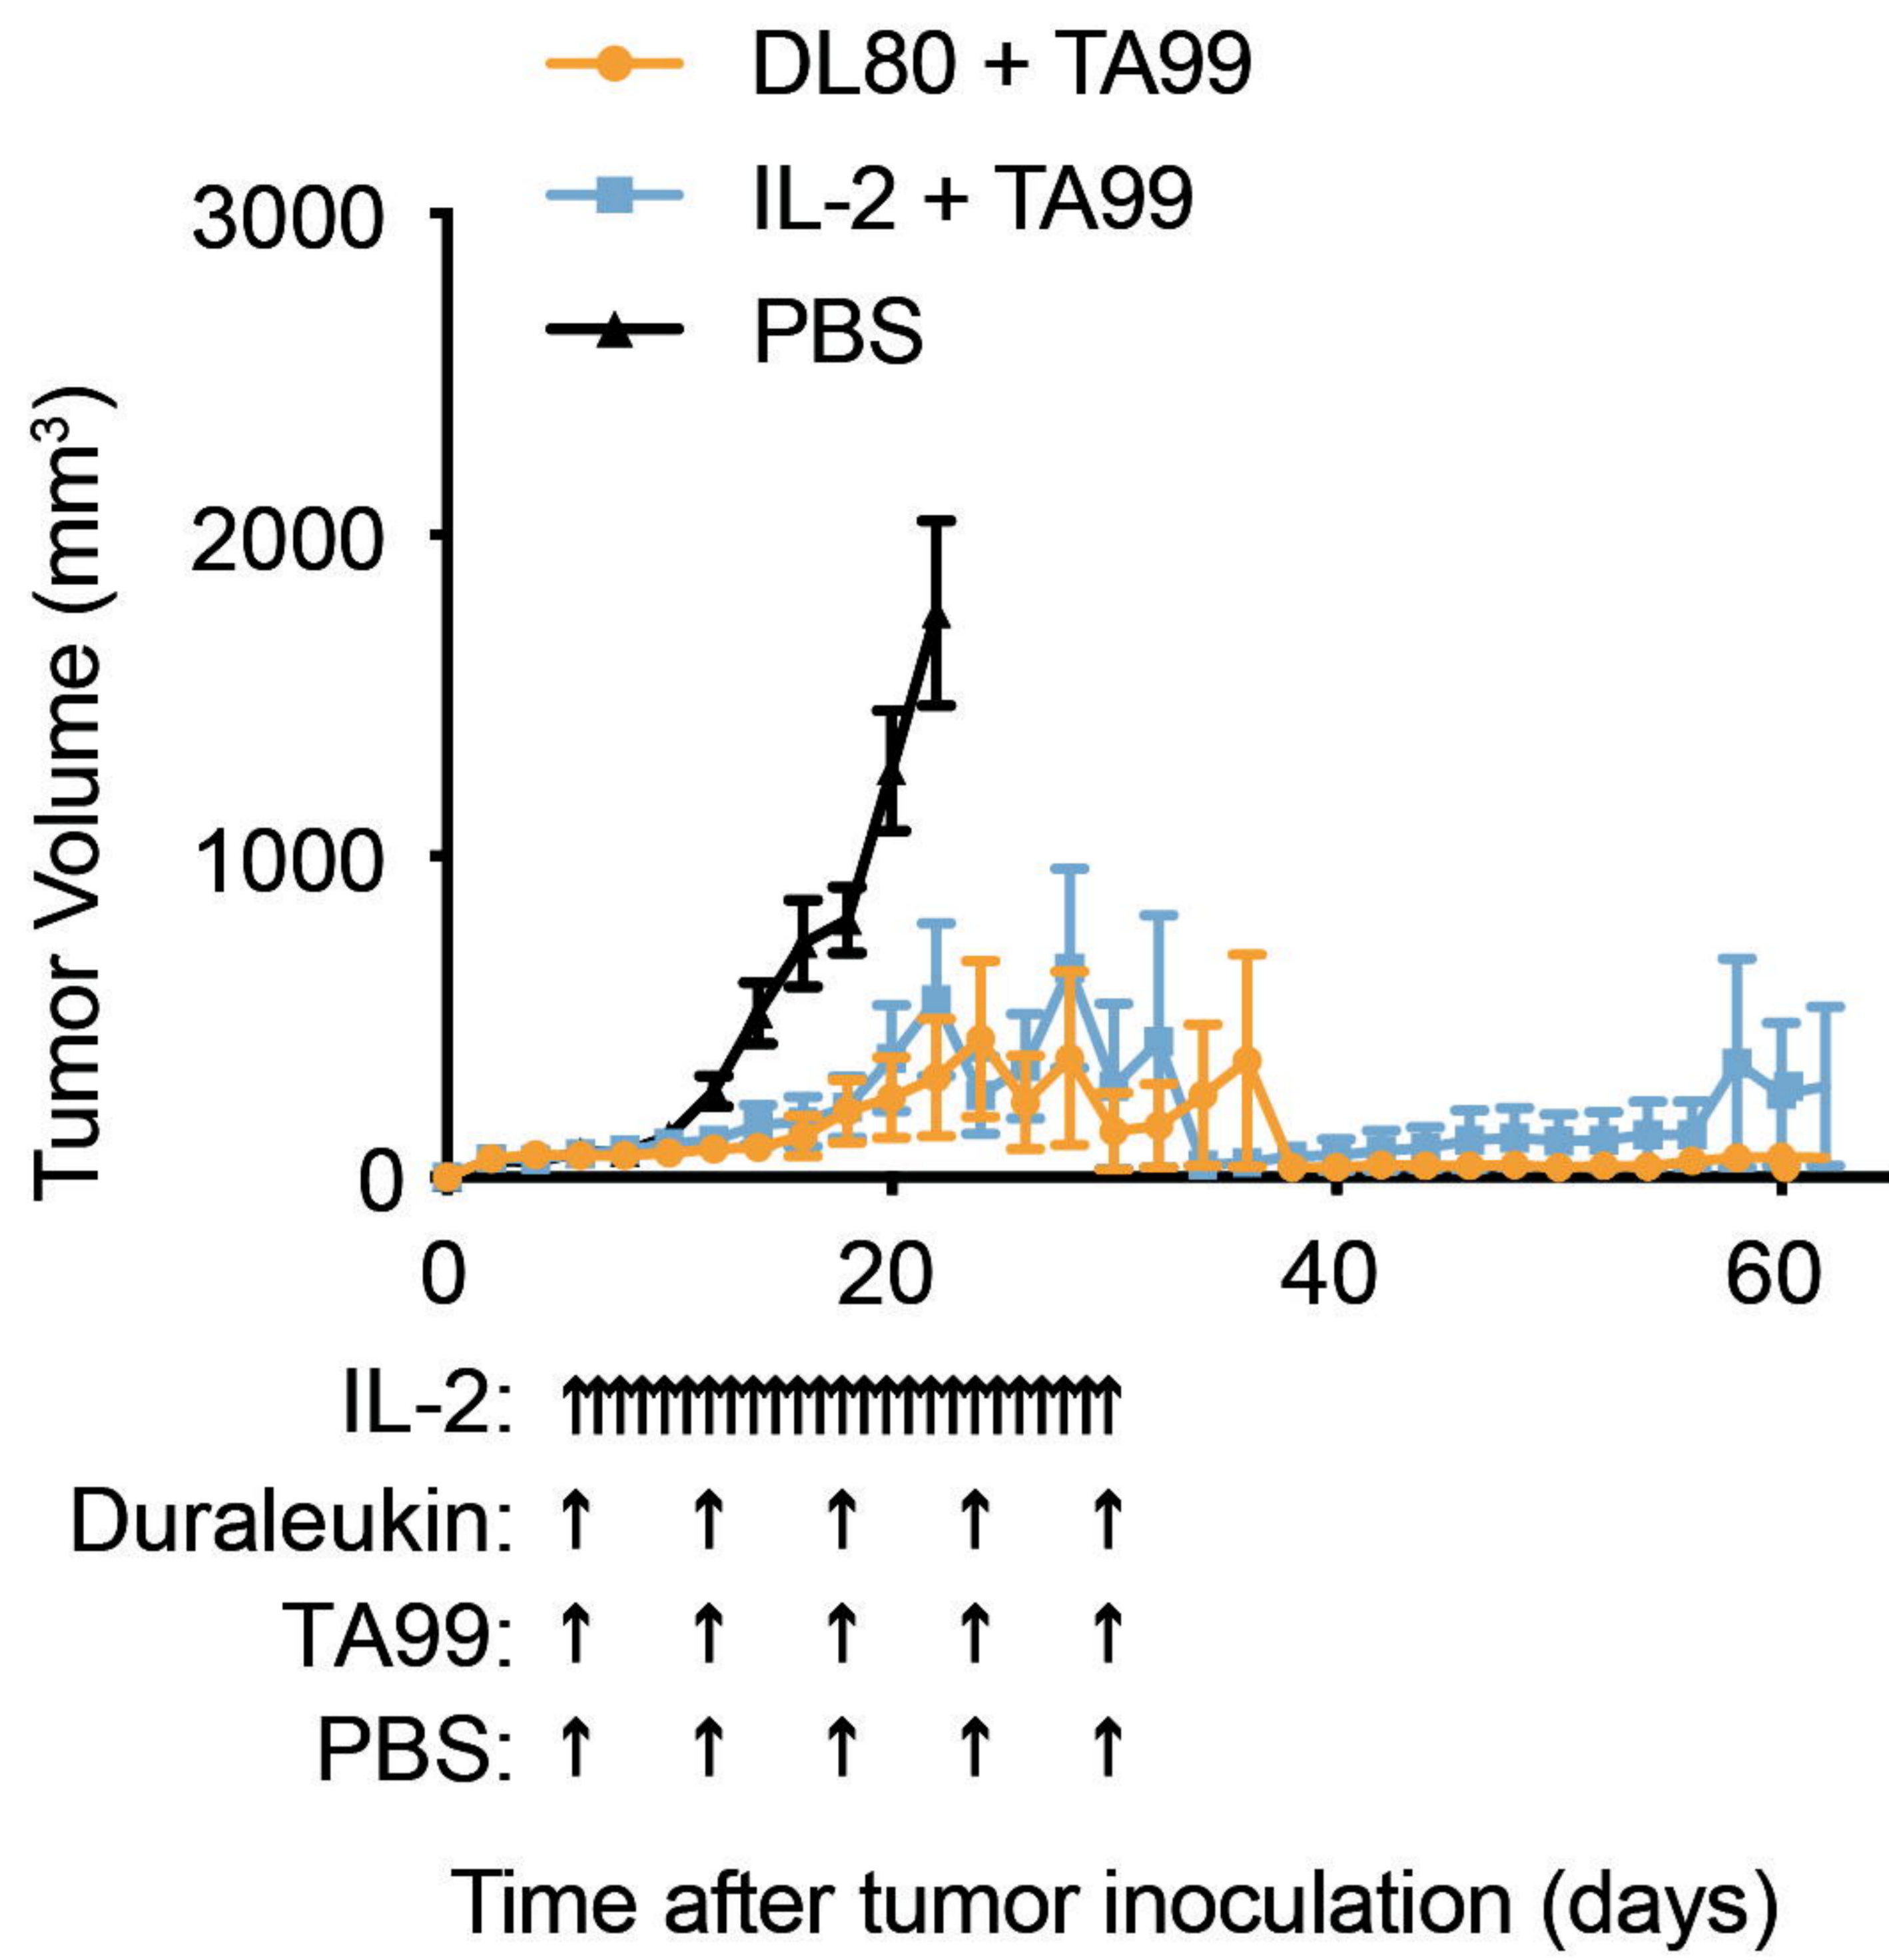 DL80 + TA99
IL-2 + TA99
PBS
Tumor Volume (mm³)
3000
2000
1000
0
0 20 40 60
IL-2: ↑↑↑↑↑↑↑↑↑↑↑↑↑↑↑↑↑↑↑↑↑↑↑↑↑
Duraleukin: ↑ ↑ ↑ ↑ ↑
TA99: ↑ ↑ ↑ ↑ ↑
PBS: ↑ ↑ ↑ ↑ ↑
Time after tumor inoculation (days)